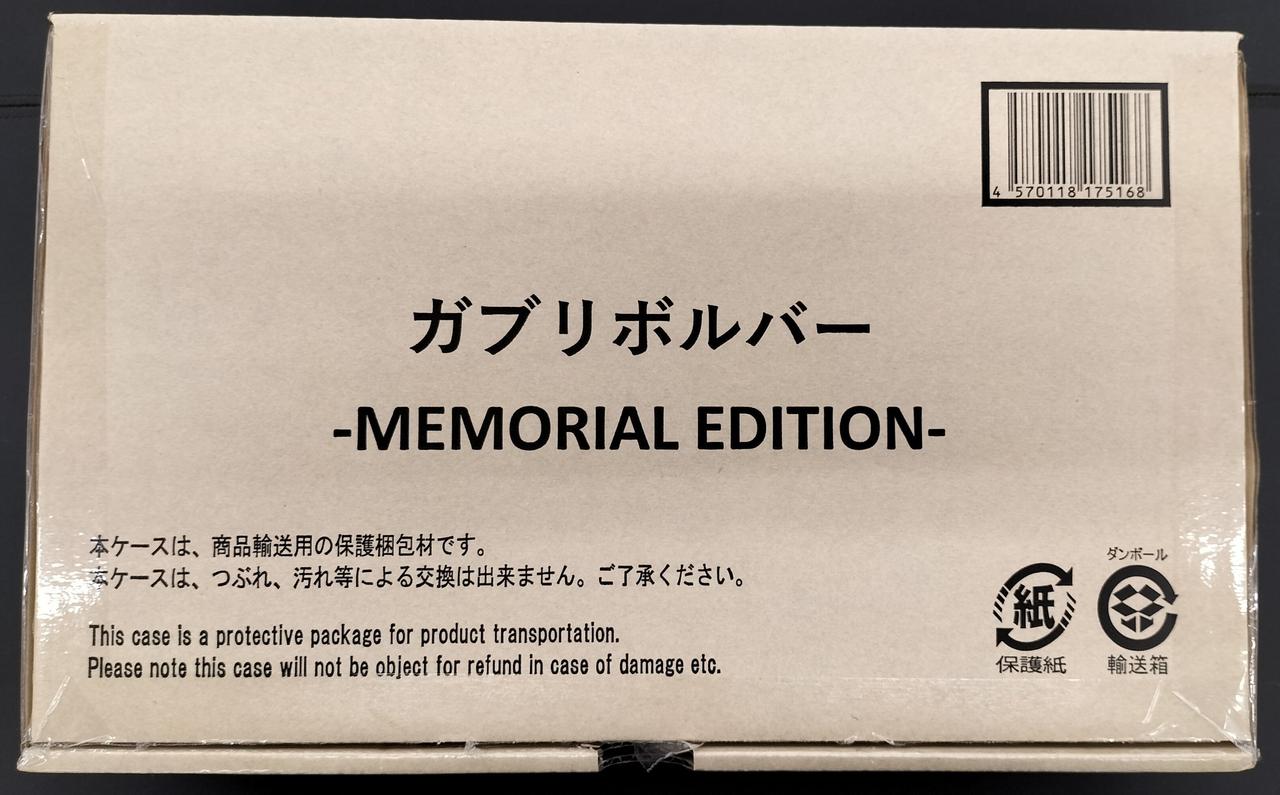 4 570118 175168
ガブリボルバー
-MEMORIAL EDITION-
本ケースは、商品輸送用の保護梱包材です。
本ケースは、つぶれ、汚れ等による交換は出来ません。ご了承ください。
This case is a protective package for product transportation.
Please note this case will not be object for refund in case of damage etc.
紙
保護紙
ダンボール
輸送箱